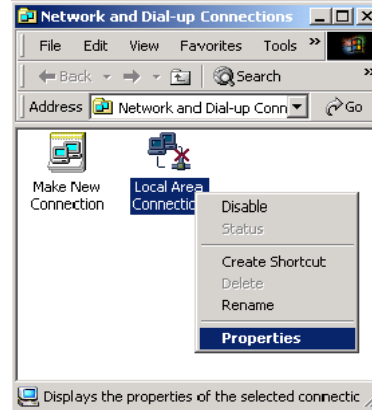 Network and Dial-up Connections
File Edit View Favorites Tools »
Back Search »
Address Network and Dial-up Conn Go
Make New Connection
Local Area Connectio
Disable
Status
Create Shortcut
Delete
Rename
Properties
Displays the properties of the selected connectic